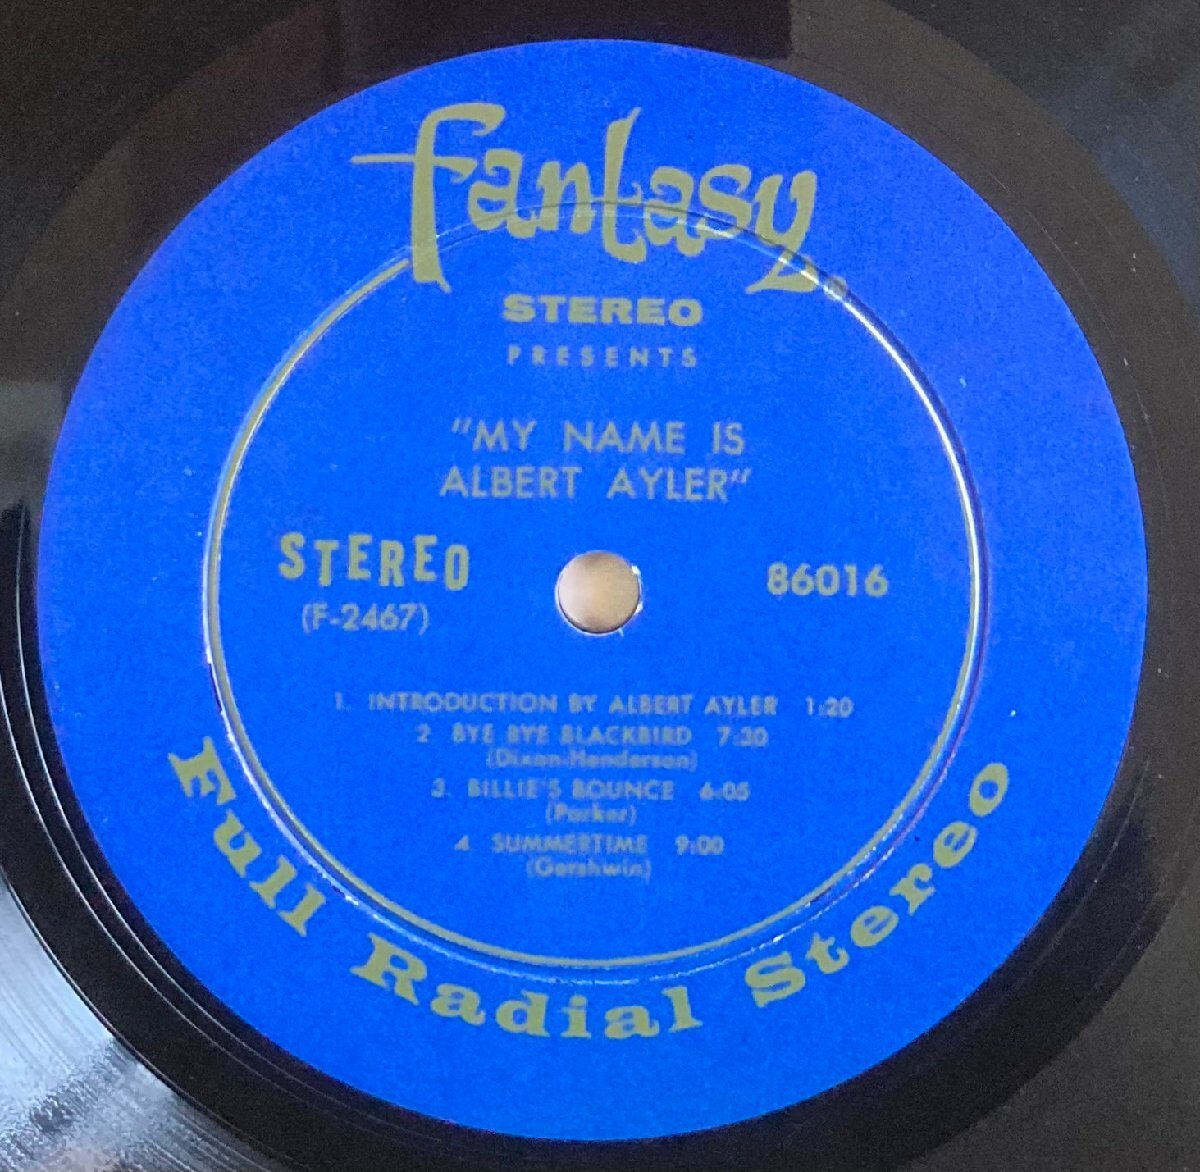 fantasy
STEREO
PRESENTS
"MY NAME IS
ALBERT AYLER"
STEREO
86016
(F-2467)
1. INTRODUCTION BY ALBERT AYLER 1:20
2 BYE BYE BLACKBIRD 7:30
(Dixon-Henderson)
3. BILLIE'S BOUNCE 6:05
(Parker)
4 SUMMERTIME 9:00
(Gershwin)
Full Radial Stereo